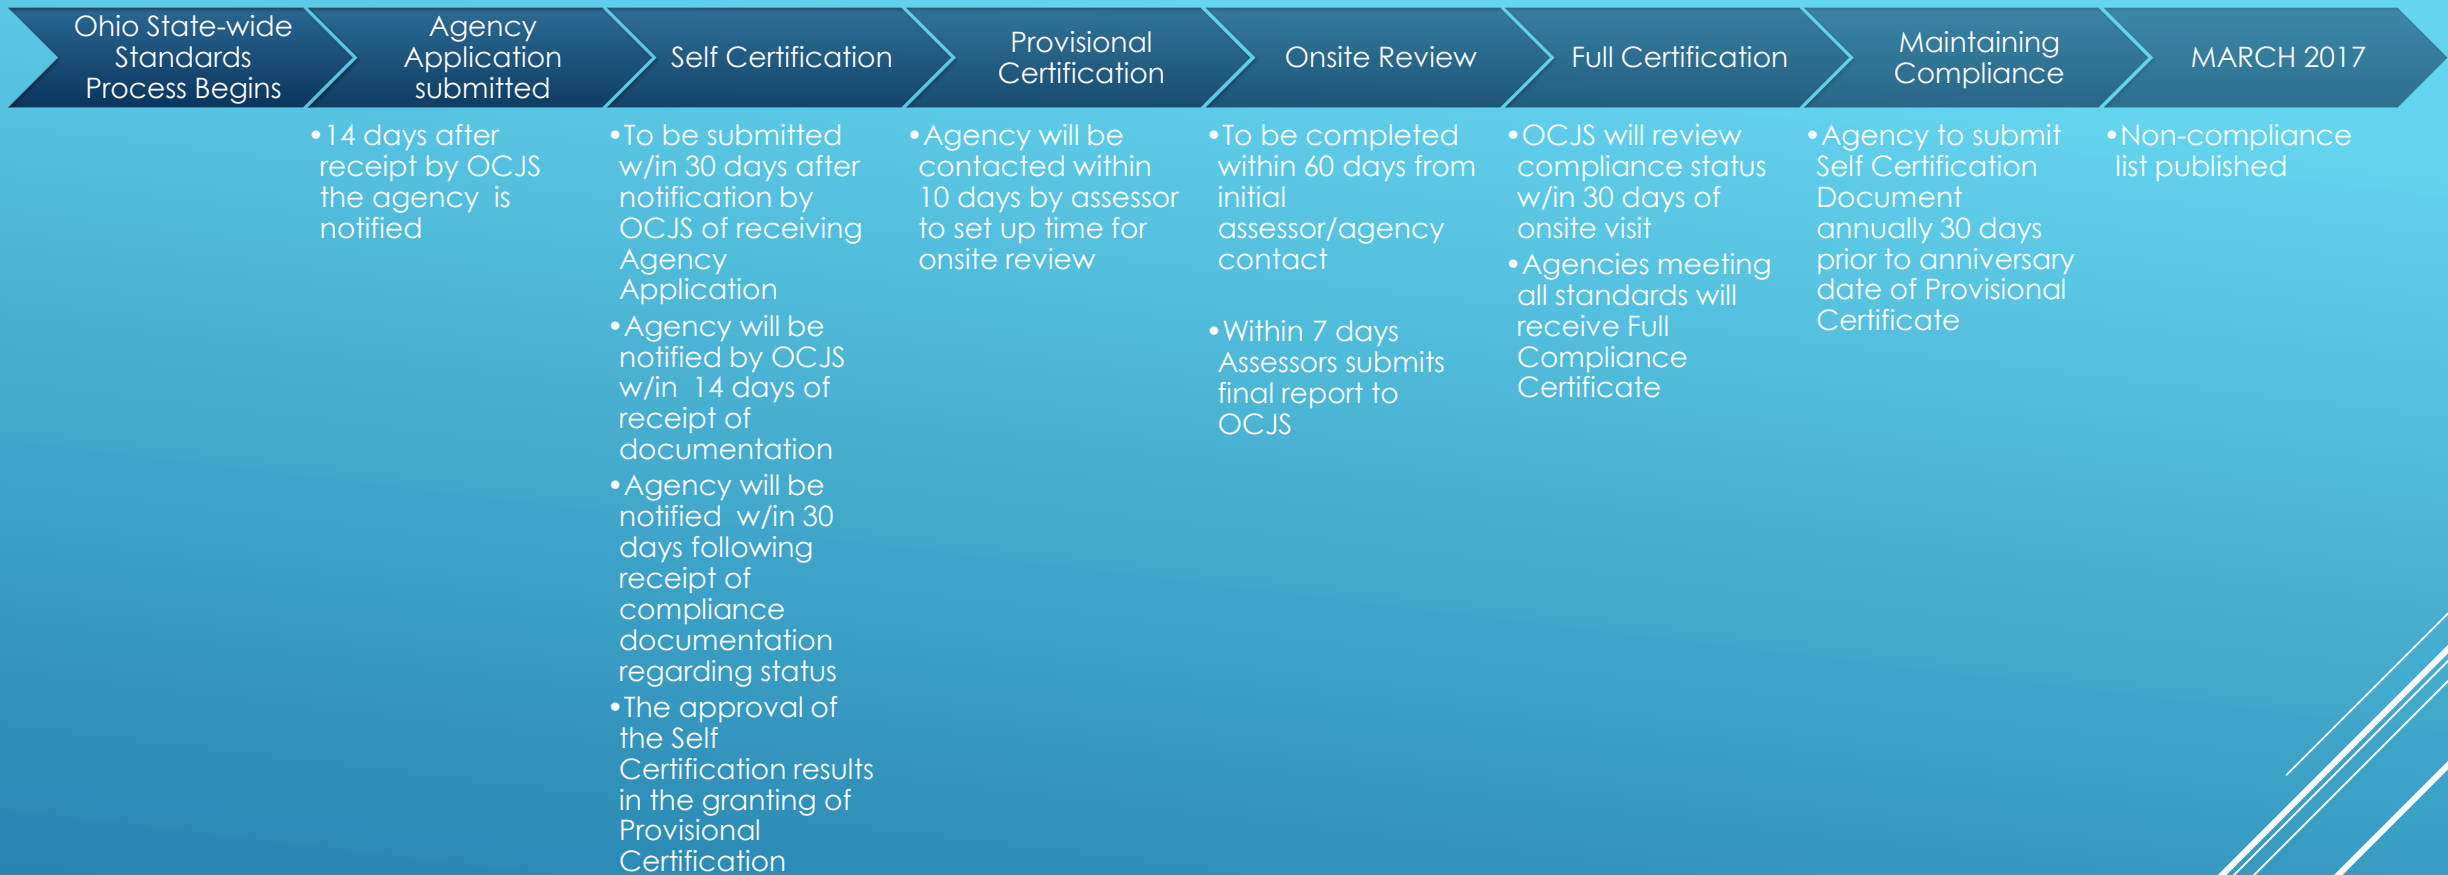 Ohio State-wide
Standards
Process Begins
Agency
Application
submitted
•14 days after
receipt by OCJS
the agency  is
notified
Self Certification
•To be submitted
w/in 30 days after
notification by
OCJS of receiving
Agency
Application
•Agency will be
notified by OCJS
w/in  14 days of
receipt of
documentation
•Agency will be
notified  w/in 30
days following
receipt of
compliance
documentation
regarding status
•The approval of
the Self
Certification results
in the granting of
Provisional
Certification
Provisional
Certification
•Agency will be
contacted within
10 days by assessor
to set up time for
onsite review
Onsite Review
•To be completed
within 60 days from
initial
assessor/agency
contact
•Within 7 days
Assessors submits
final report to
OCJS
Full Certification
•OCJS will review
compliance status
w/in 30 days of
onsite visit
•Agencies meeting
all standards will
receive Full
Compliance
Certificate
Maintaining
Compliance
•Agency to submit
Self Certification
Document
annually 30 days
prior to anniversary
date of Provisional
Certificate
MARCH 2017
•Non-compliance
list published